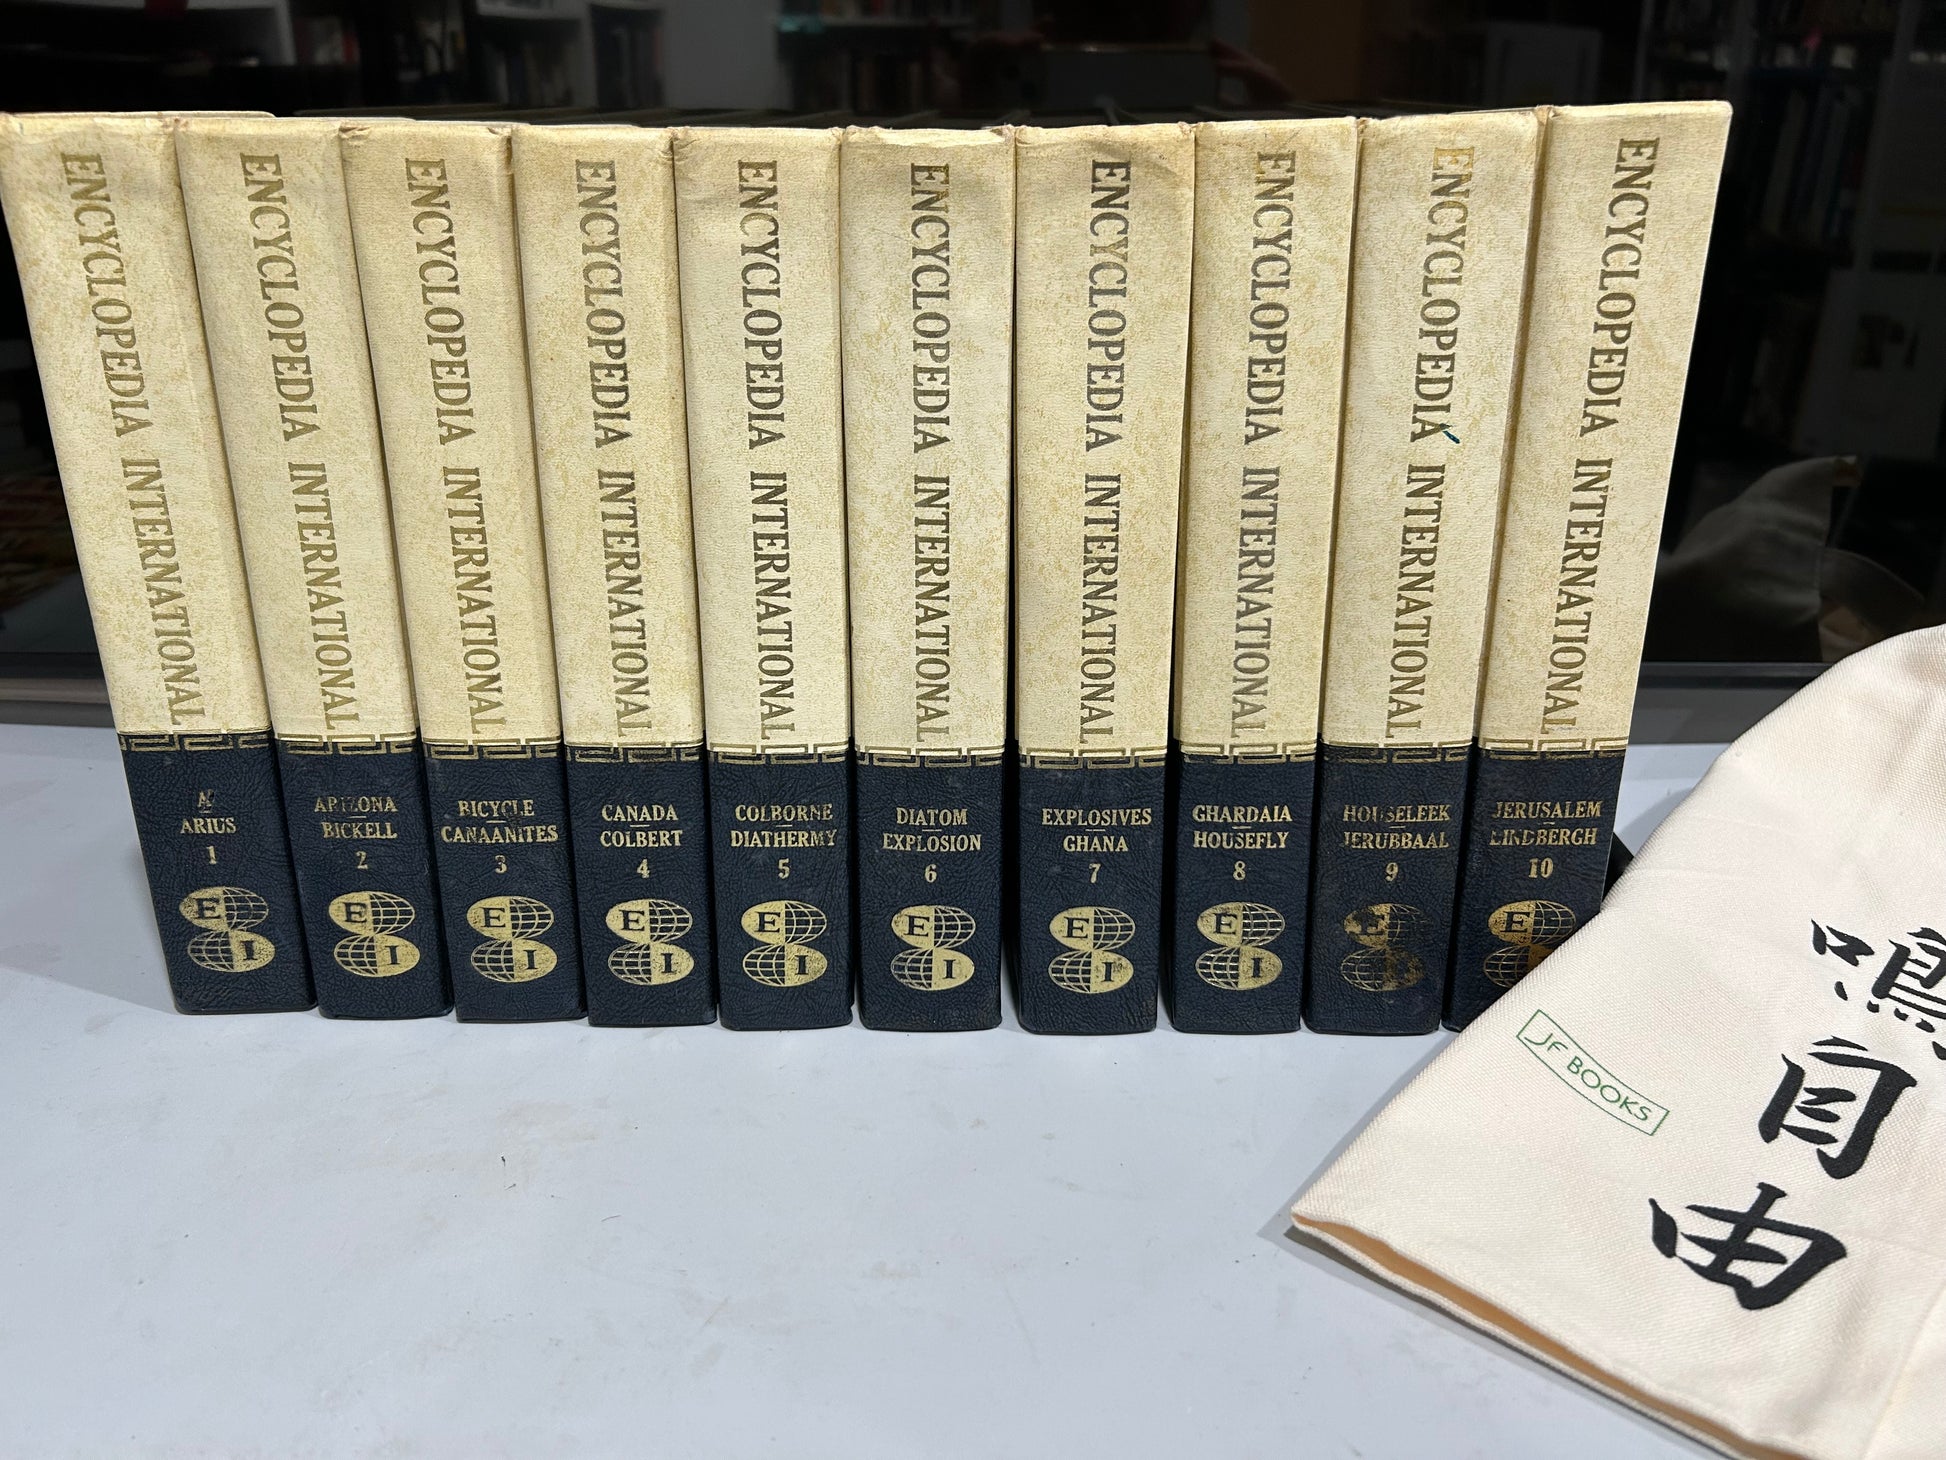 ENCYCLOPEDIA INTERNATIONAL
A
ARIUS
1
E
I
ENCYCLOPEDIA INTERNATIONAL
ARIZONA
BICKELL
2
E
I
ENCYCLOPEDIA INTERNATIONAL
BICYCLE
CANAANITES
3
E
I
ENCYCLOPEDIA INTERNATIONAL
CANADA
COLBERT
4
E
I
ENCYCLOPEDIA INTERNATIONAL
COLBORNE
DIATHERMY
5
E
I
ENCYCLOPEDIA INTERNATIONAL
DIATOM
EXPLOSION
6
E
I
ENCYCLOPEDIA INTERNATIONAL
EXPLOSIVES
GHANA
7
E
I
ENCYCLOPEDIA INTERNATIONAL
GHARDAIA
HOUSEFLY
8
E
I
ENCYCLOPEDIA INTERNATIONAL
HOUSELEEK
JERUBBAAL
9
E
I
ENCYCLOPEDIA INTERNATIONAL
JERUSALEM
LINDBERGH
10
E
I
JF BOOKS
自由